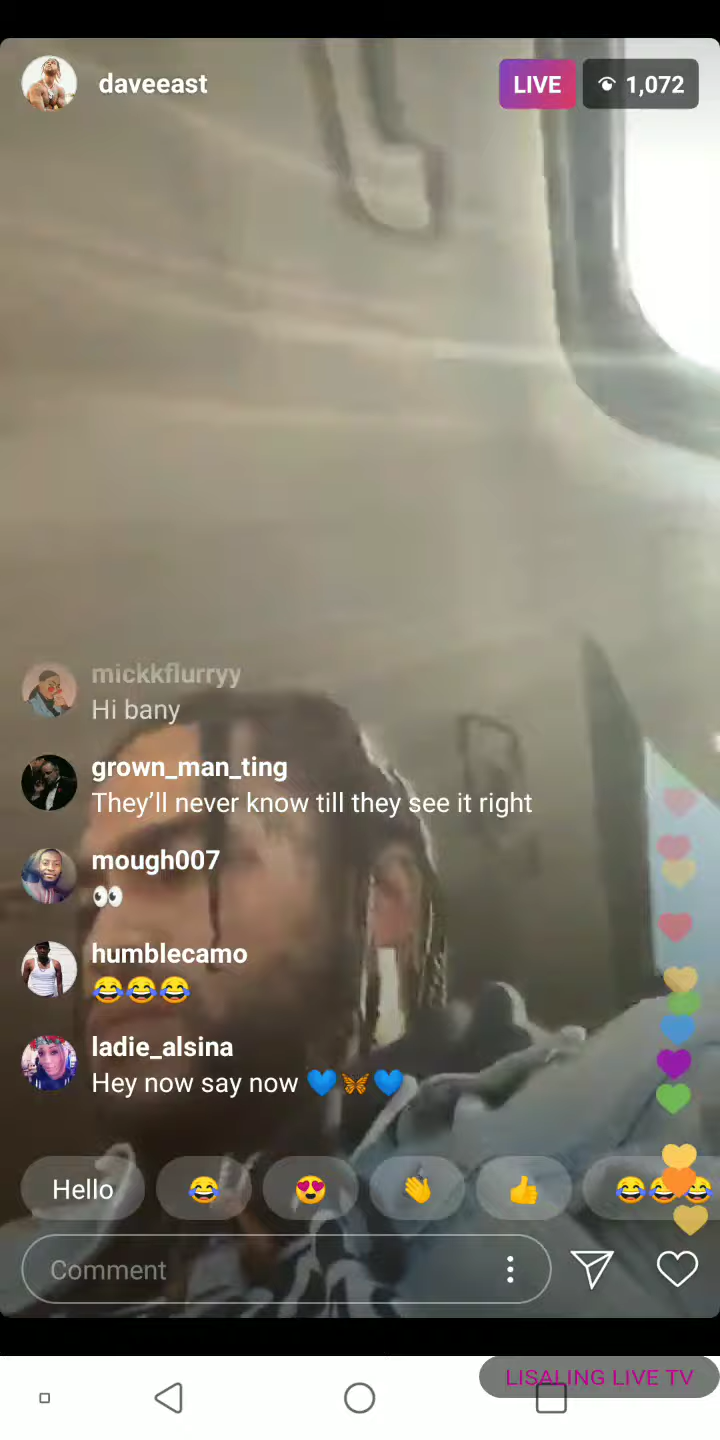 daveeast
LIVE 1,072
mickkflurryy
Hi bany
grown_man_ting
They’ll never know till they see it right
mough007
👀
humblecamo
😂😂😂
ladie_alsina
Hey now say now 💙🦋💙
Hello 😂 😍 👏 👍 😂😂😂
Comment
LISALING LIVE TV